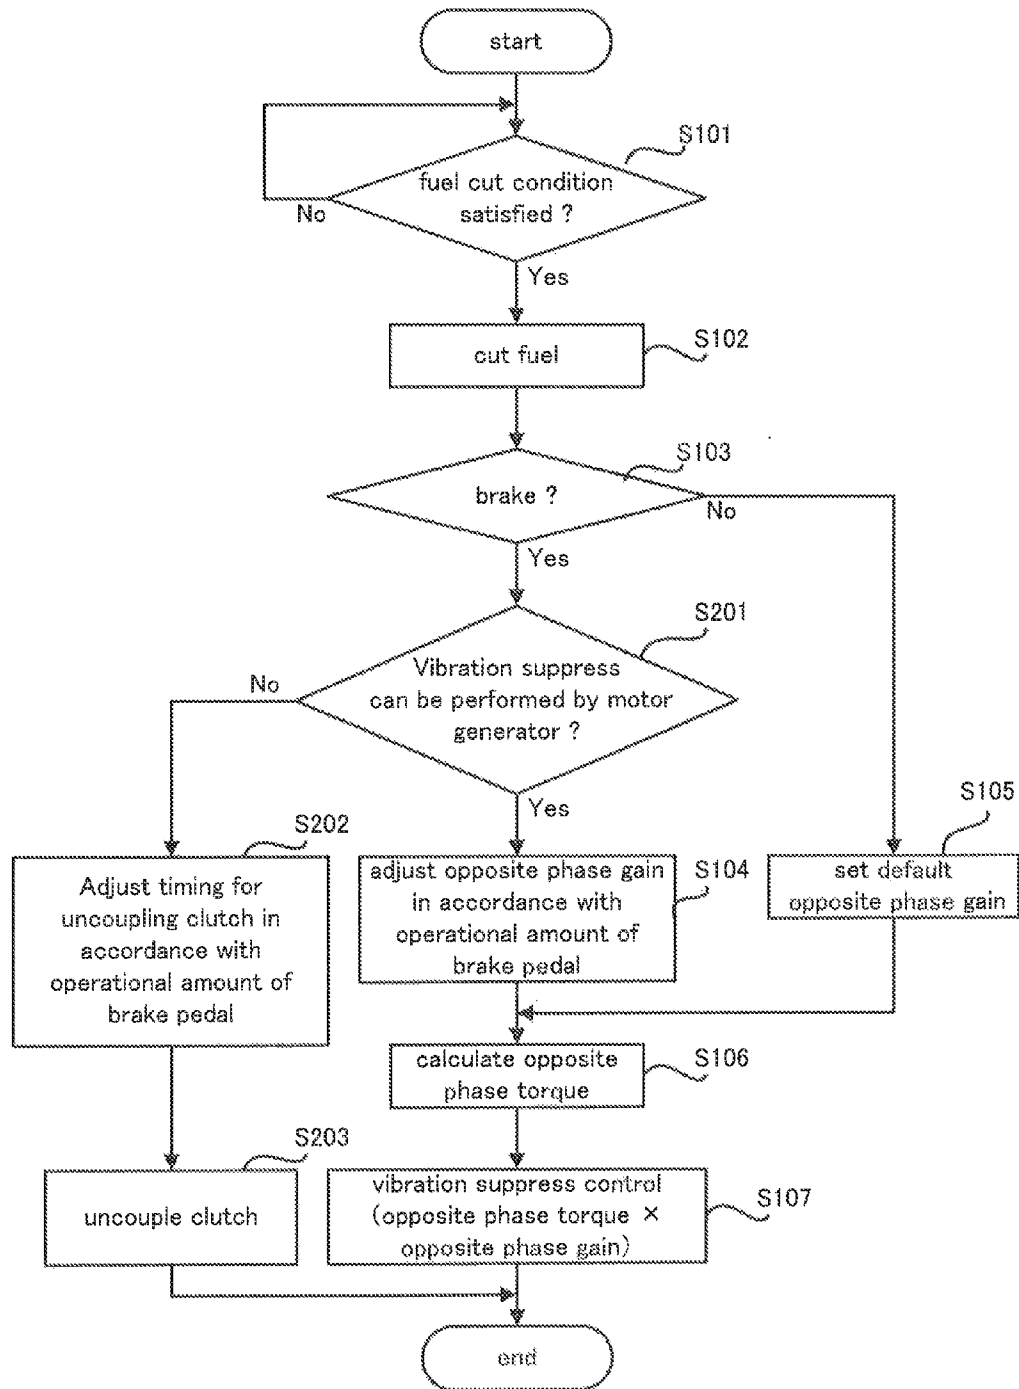 start
S101
fuel cut condition
satisfied ?
No
Yes
cut fuel
S102
brake ?
S103
No
Yes
S201
Vibration suppress
can be performed by motor
generator ?
No
Yes
S202
Adjust timing for
uncoupling clutch in
accordance with
operational amount of
brake pedal
adjust opposite phase gain
in accordance with
operational amount of
brake pedal
S104
S105
set default
opposite phase gain
calculate opposite
phase torque
S106
S203
uncouple clutch
vibration suppress control
(opposite phase torque ×
opposite phase gain)
S107
end